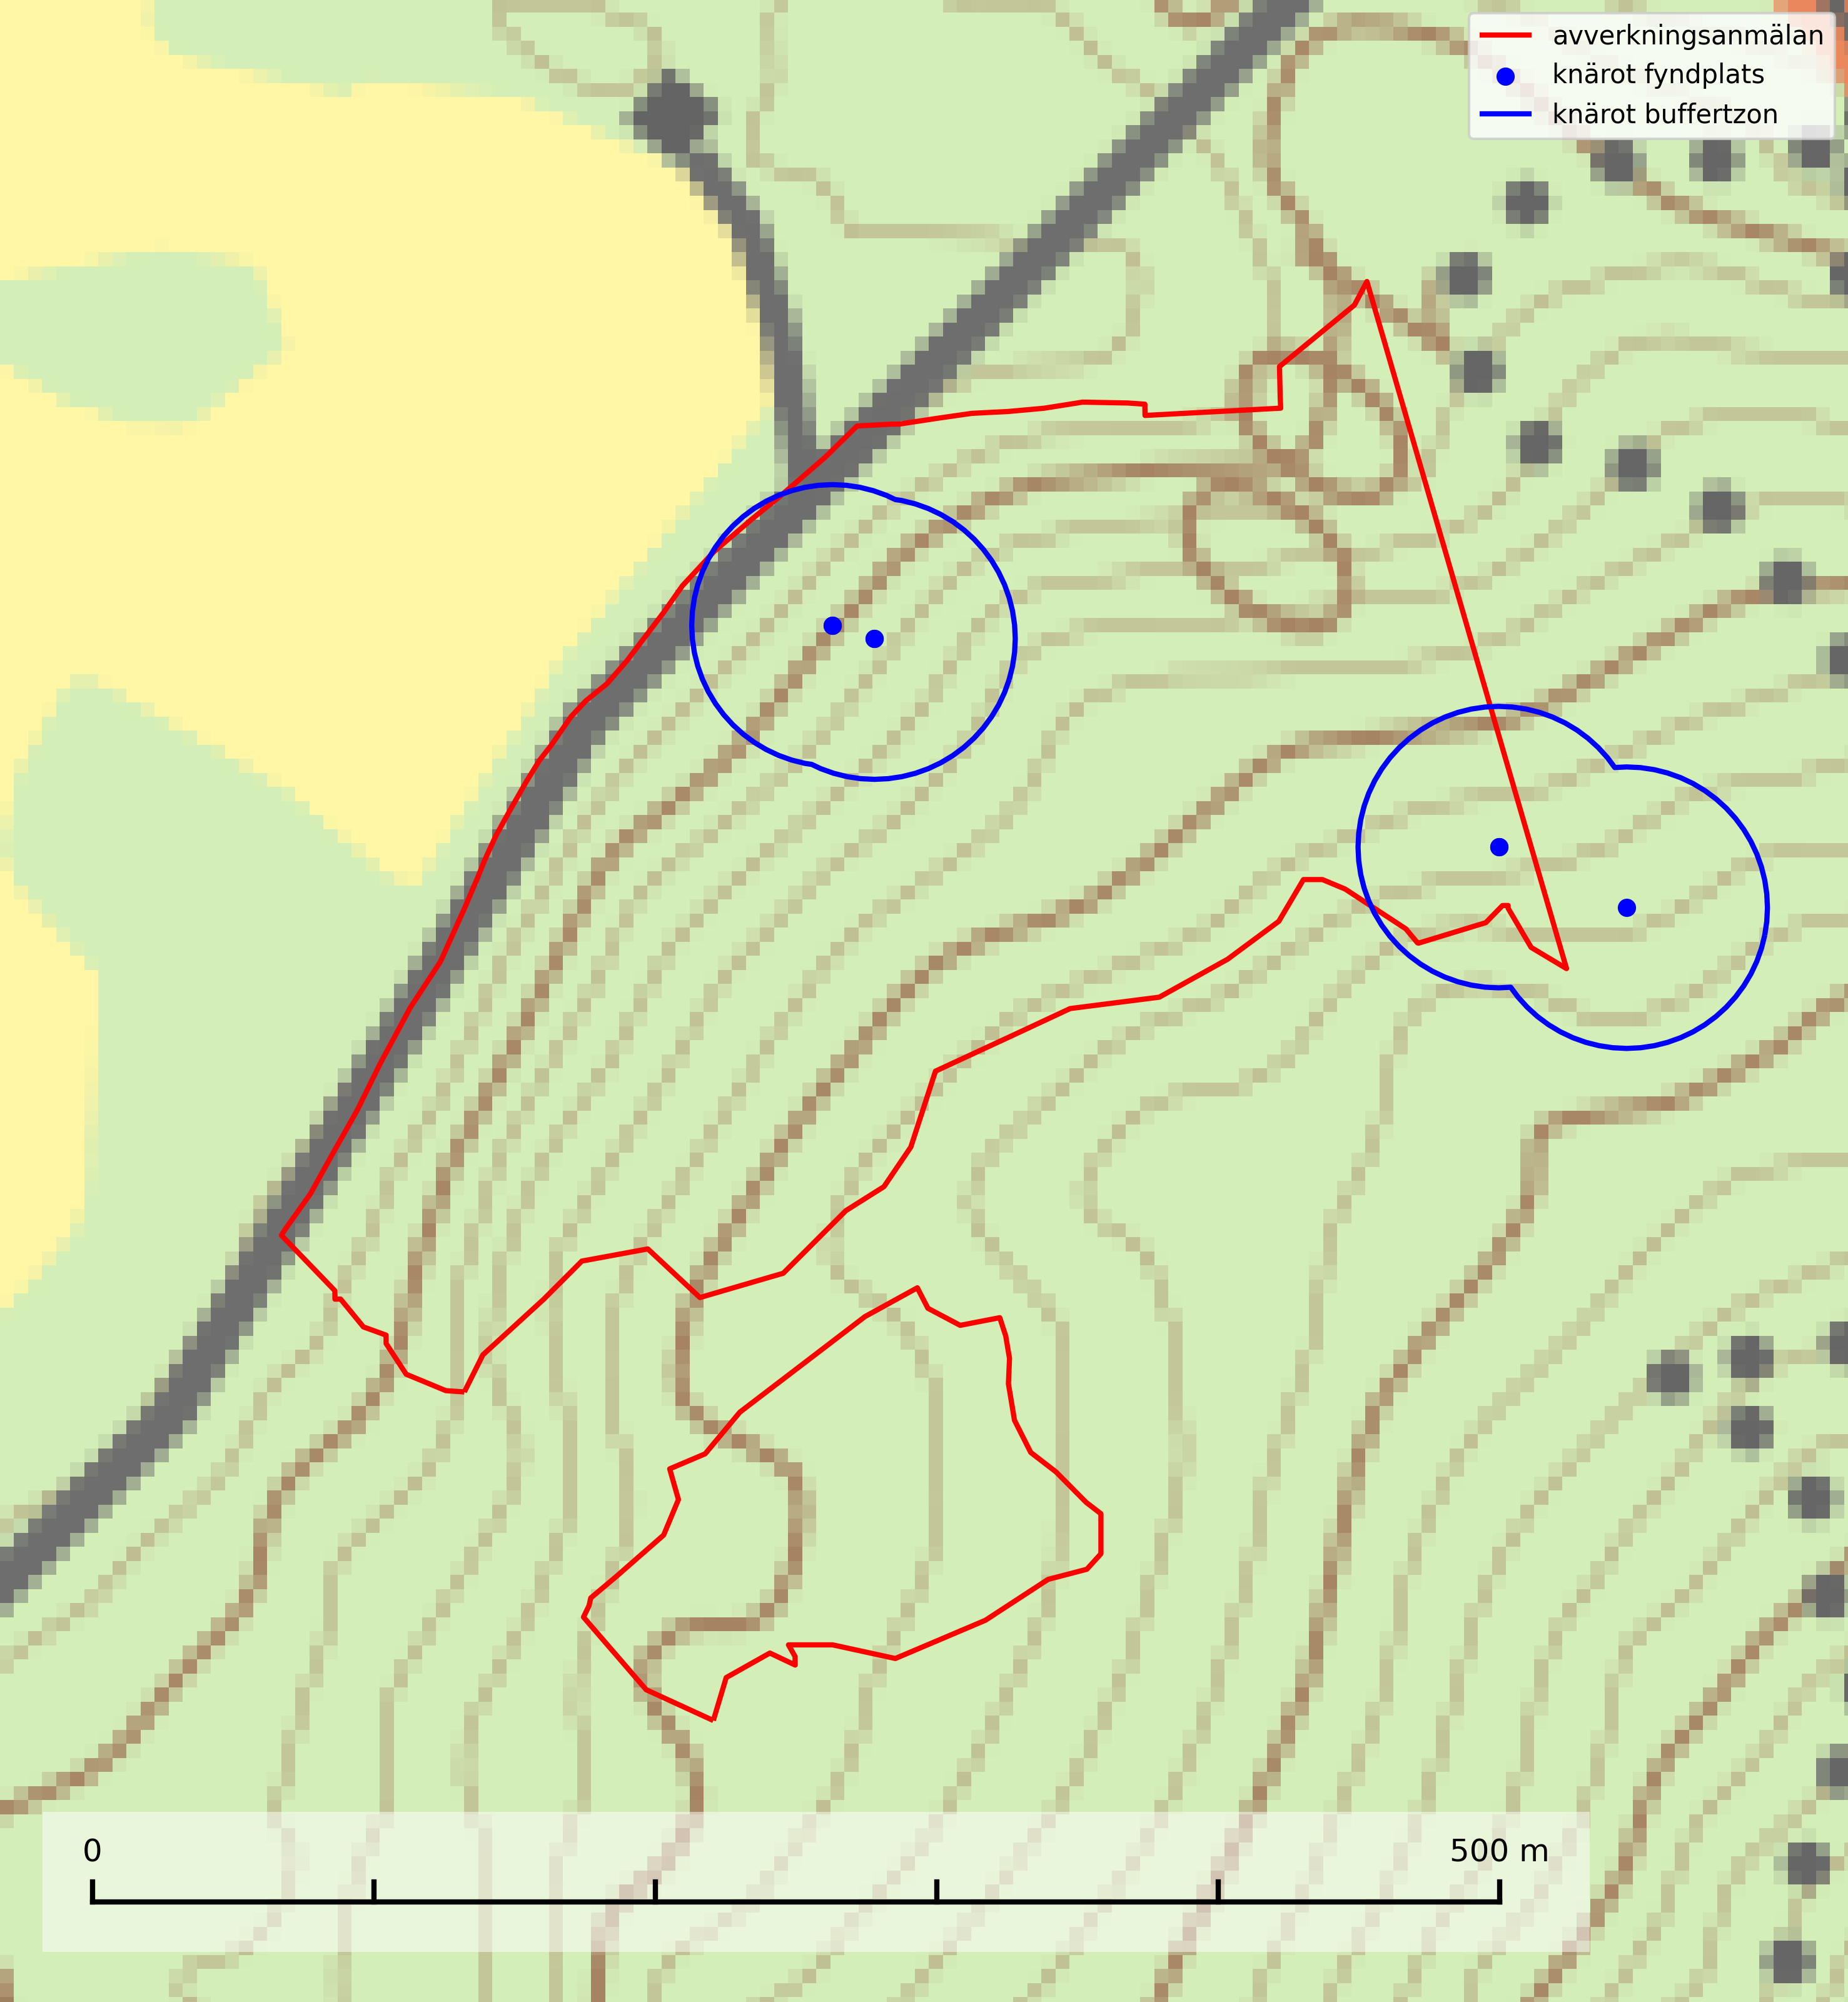 avverkningsanmälan
knärot fyndplats
knärot buffertzon
0
500 m